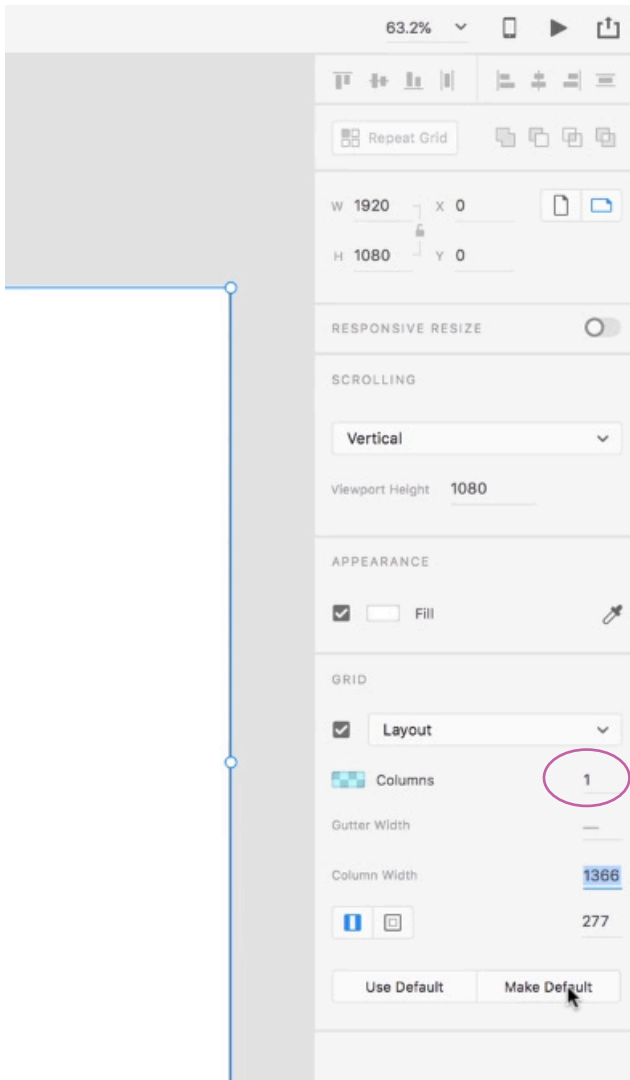 63.2%
Repeat Grid
W 1920 X 0
H 1080 Y 0
RESPONSIVE RESIZE
SCROLLING
Vertical
Viewport Height 1080
APPEARANCE
Fill
GRID
Layout
Columns 1
Gutter Width —
Column Width 1366
277
Use Default Make Default